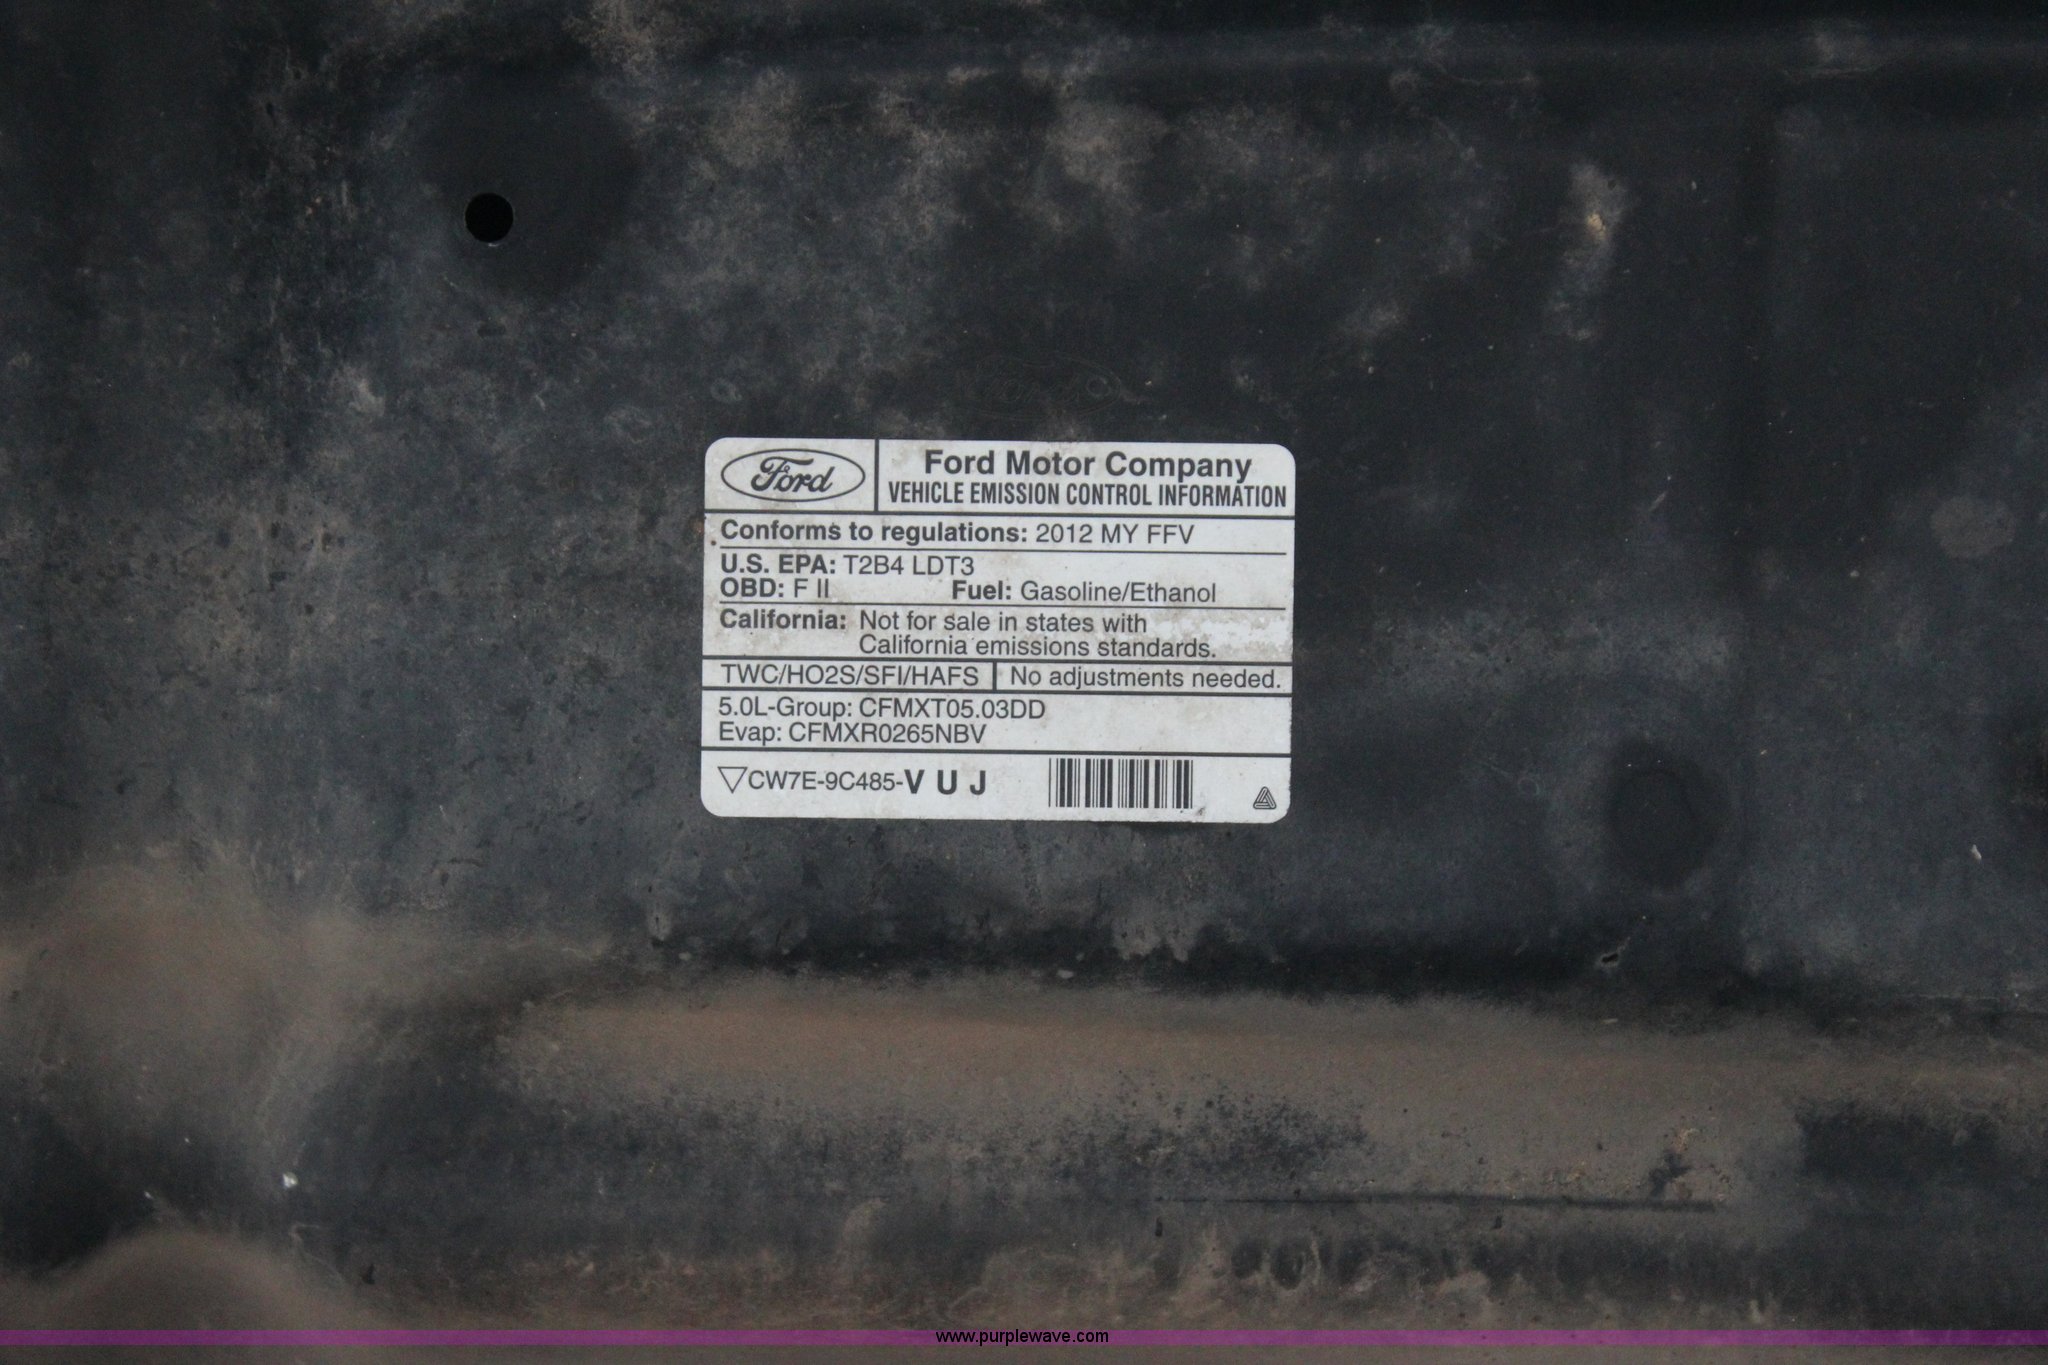 Ford
Ford Motor Company
VEHICLE EMISSION CONTROL INFORMATION
Conforms to regulations: 2012 MY FFV
U.S. EPA: T2B4 LDT3
OBD: F II Fuel: Gasoline/Ethanol
California: Not for sale in states with
California emissions standards.
TWC/HO2S/SFI/HAFS No adjustments needed.
5.0L-Group: CFMXT05.03DD
Evap: CFMXR0265NBV
CW7E-9C485-V U J
www.purplewave.com